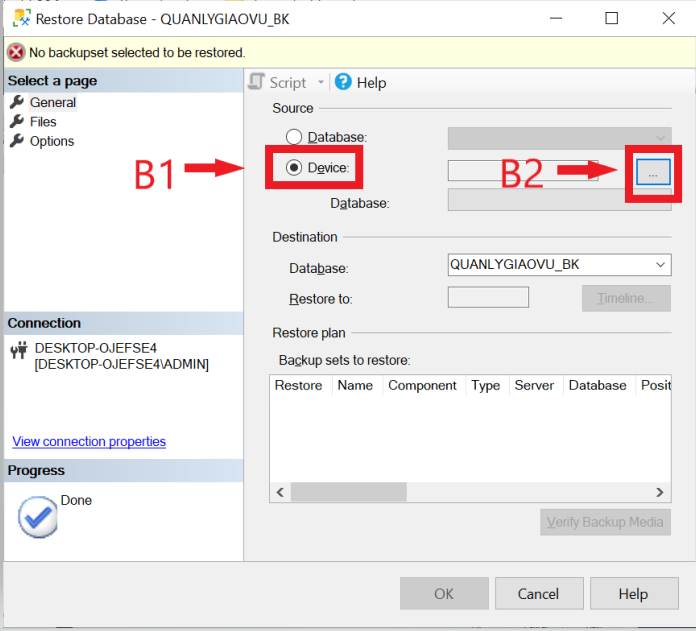 Restore Database - QUANLYGIAOVU_BK
No backupset selected to be restored.
Select a page
General
Files
Options
Script
Help
Source
Database:
B1
Device:
B2
...
Database:
Destination
Database:
QUANLYGIAOVU_BK
Restore to:
Timeline...
Restore plan
Backup sets to restore:
Restore Name Component Type Server Database Posit
Verify Backup Media
Connection
DESKTOP-OJEFSE4
[DESKTOP-OJEFSE4\ADMIN]
View connection properties
Progress
Done
OK
Cancel
Help